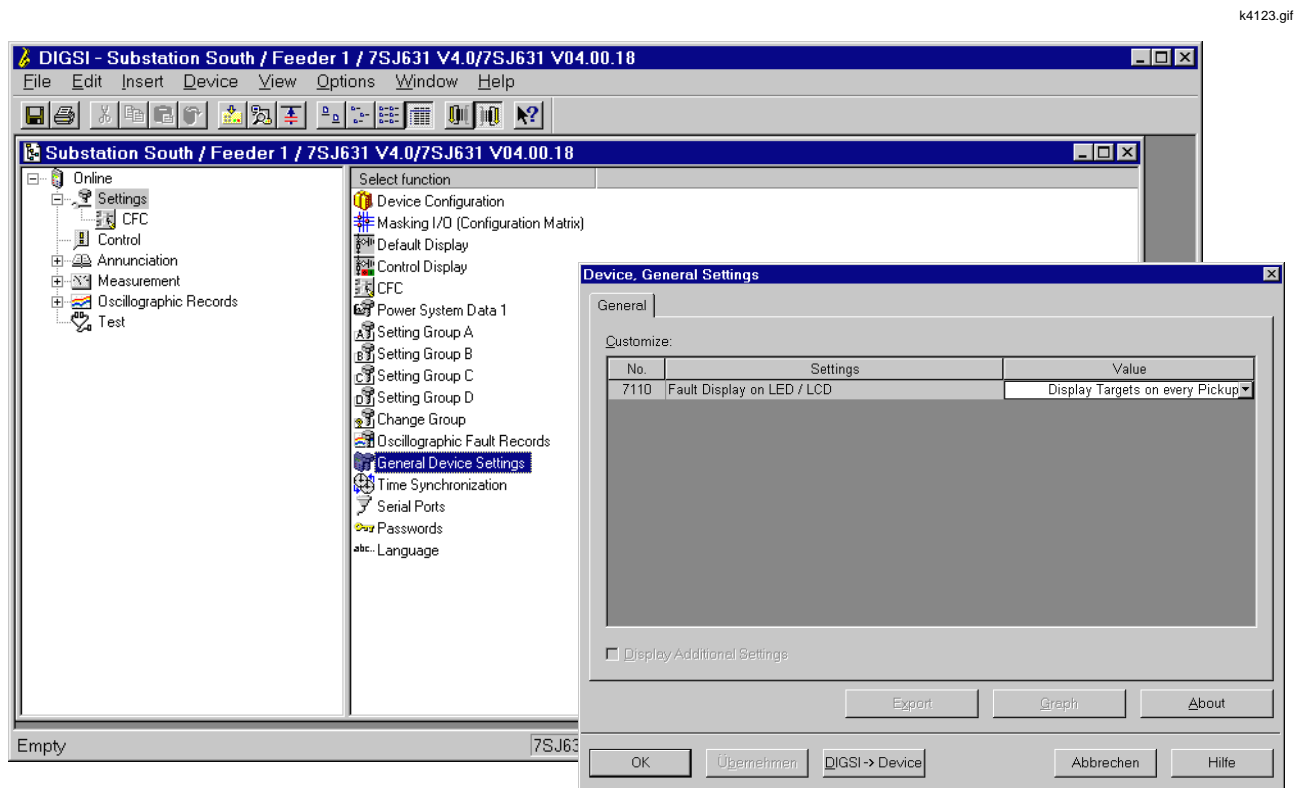 k4123.gif
DIGSI - Substation South / Feeder 1 / 7SJ631 V4.0/7SJ631 V04.00.18
File Edit Insert Device View Options Window Help
Substation South / Feeder 1 / 7SJ631 V4.0/7SJ631 V04.00.18
Online
Settings
CFC
Control
Annunciation
Measurement
Oscillographic Records
Test
Select function
Device Configuration
Masking I/O (Configuration Matrix)
Default Display
Control Display
CFC
Power System Data 1
Setting Group A
Setting Group B
Setting Group C
Setting Group D
Change Group
Oscillographic Fault Records
General Device Settings
Time Synchronization
Serial Ports
Passwords
abc.. Language
Empty
7SJ63
Device, General Settings
General
Customize:
No. Settings Value
7110 Fault Display on LED / LCD Display Targets on every Pickup
Display Additional Settings
Export Graph About
OK Übernehmen DIGSI -> Device Abbrechen Hilfe